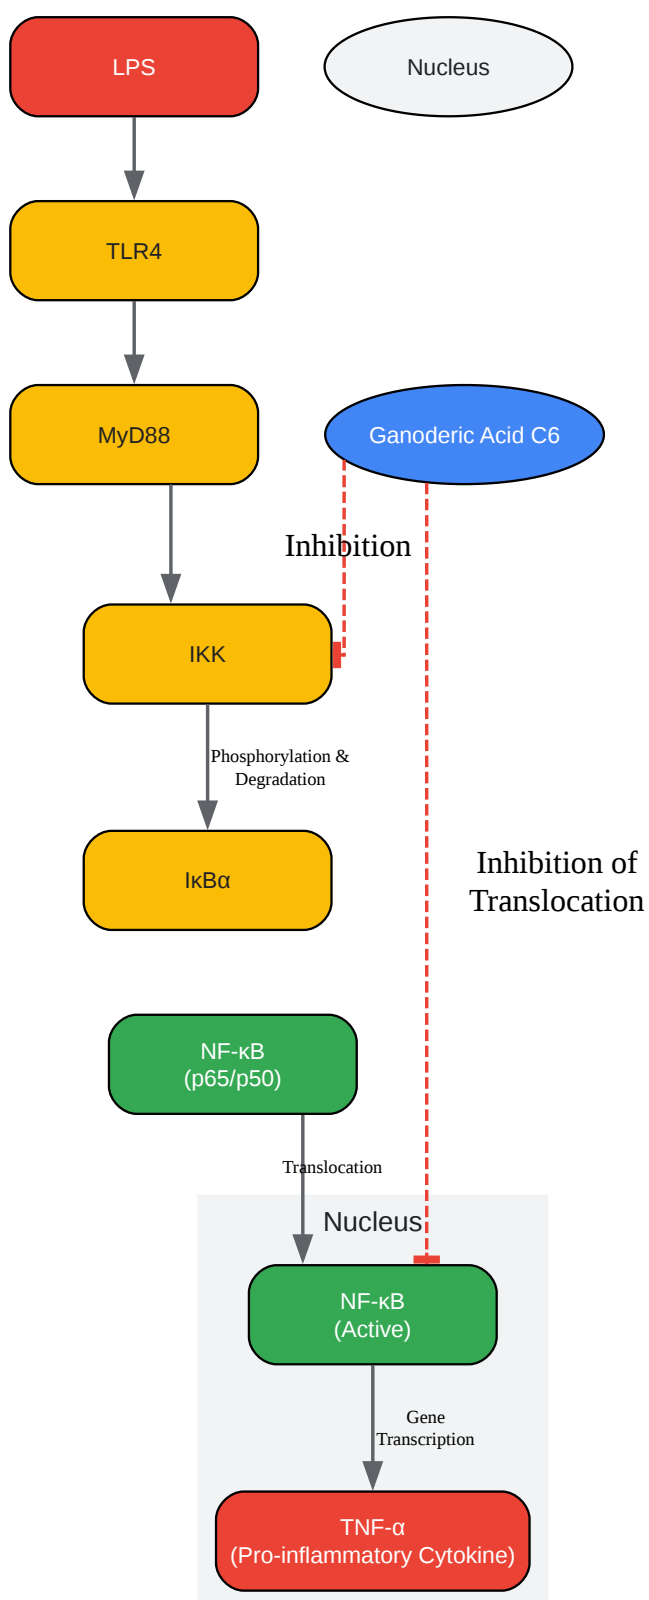 LPS
Nucleus
TLR4
MyD88
Ganoderic Acid C6
Inhibition
IKK
Phosphorylation &
Degradation
Inhibition of
Translocation
IκBα
NF-κB
(p65/p50)
Translocation
Nucleus
NF-κB
(Active)
Gene
Transcription
TNF-α
(Pro-inflammatory Cytokine)